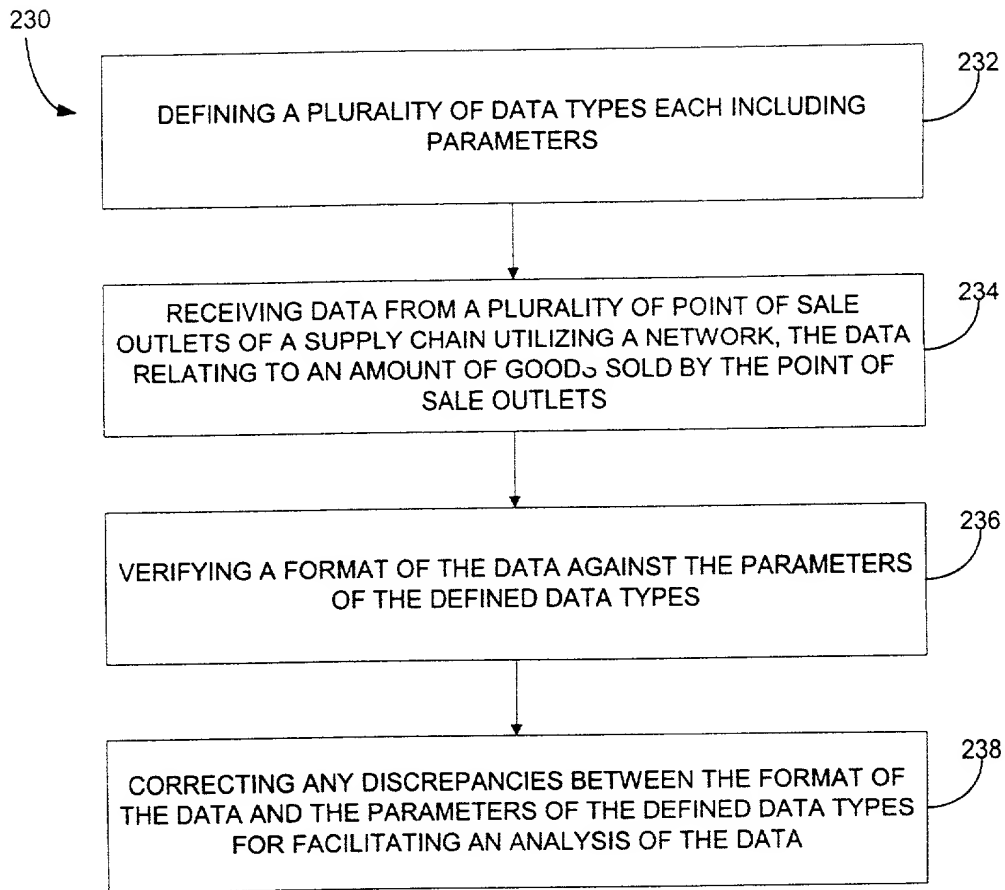 230
232
DEFINING A PLURALITY OF DATA TYPES EACH INCLUDING
PARAMETERS
234
RECEIVING DATA FROM A PLURALITY OF POINT OF SALE
OUTLETS OF A SUPPLY CHAIN UTILIZING A NETWORK, THE DATA
RELATING TO AN AMOUNT OF GOODS SOLD BY THE POINT OF
SALE OUTLETS
236
VERIFYING A FORMAT OF THE DATA AGAINST THE PARAMETERS
OF THE DEFINED DATA TYPES
238
CORRECTING ANY DISCREPANCIES BETWEEN THE FORMAT OF
THE DATA AND THE PARAMETERS OF THE DEFINED DATA TYPES
FOR FACILITATING AN ANALYSIS OF THE DATA